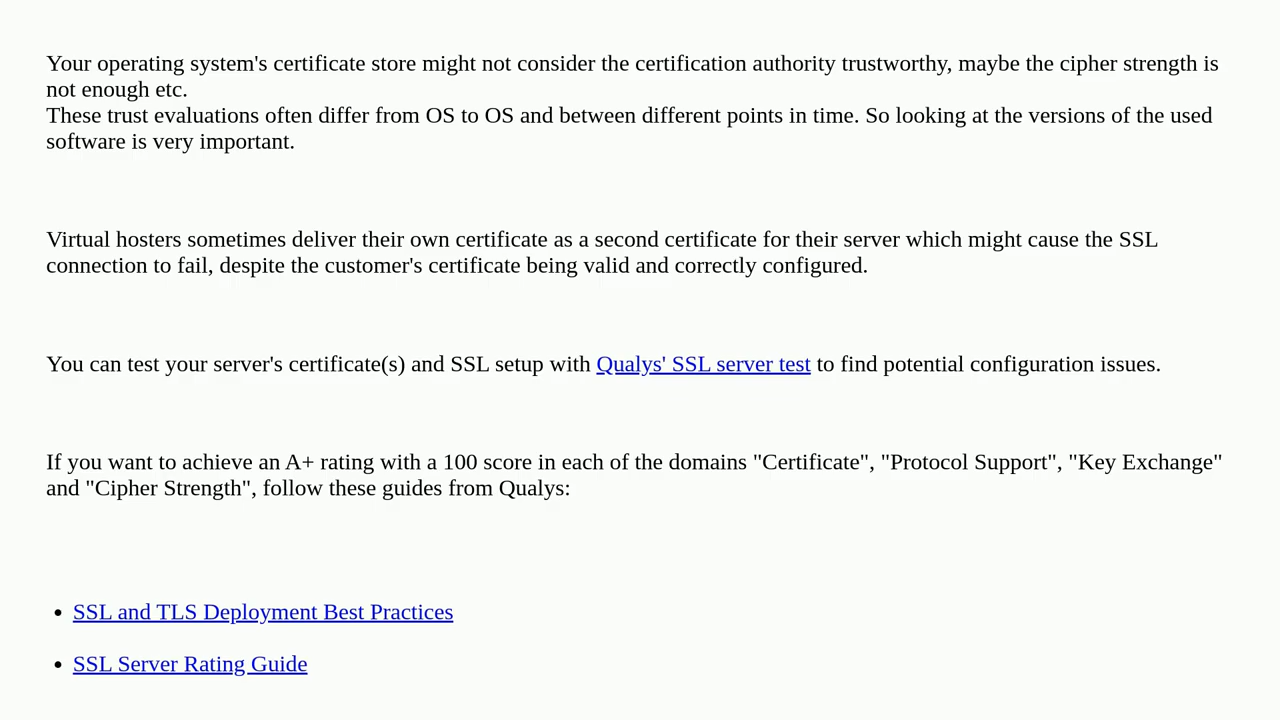 Your operating system's certificate store might not consider the certification authority trustworthy, maybe the cipher strength is
not enough etc.
These trust evaluations often differ from OS to OS and between different points in time. So looking at the versions of the used
software is very important.
Virtual hosters sometimes deliver their own certificate as a second certificate for their server which might cause the SSL
connection to fail, despite the customer's certificate being valid and correctly configured.
You can test your server's certificate(s) and SSL setup with Qualys' SSL server test to find potential configuration issues.
If you want to achieve an A+ rating with a 100 score in each of the domains "Certificate", "Protocol Support", "Key Exchange"
and "Cipher Strength", follow these guides from Qualys:
• SSL and TLS Deployment Best Practices
• SSL Server Rating Guide